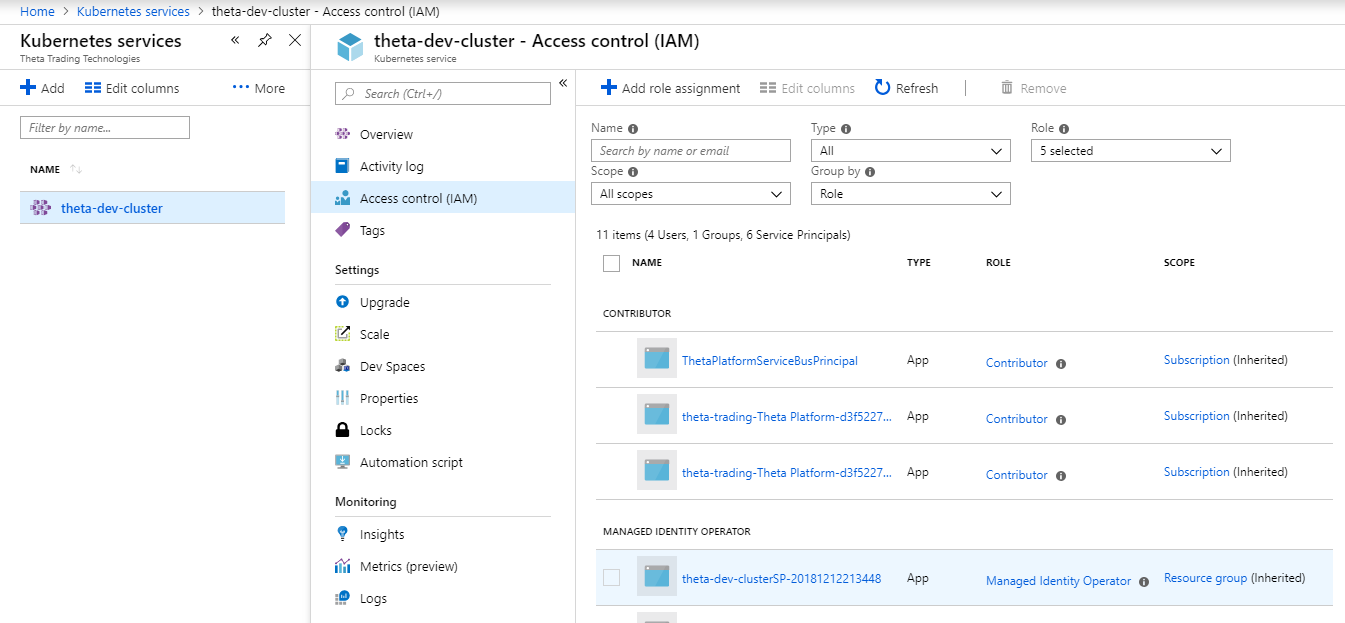 Home > Kubernetes services > theta-dev-cluster - Access control (IAM)
Kubernetes services
Theta Trading Technologies
Add Edit columns More
Filter by name...
NAME
theta-dev-cluster
theta-dev-cluster - Access control (IAM)
Kubernetes service
Search (Ctrl+/)
Overview
Activity log
Access control (IAM)
Tags
Settings
Upgrade
Scale
Dev Spaces
Properties
Locks
Automation script
Monitoring
Insights
Metrics (preview)
Logs
Add role assignment Edit columns Refresh Remove
Name Type Role
Search by name or email All 5 selected
Scope Group by
All scopes Role
11 items (4 Users, 1 Groups, 6 Service Principals)
NAME TYPE ROLE SCOPE
CONTRIBUTOR
ThetaPlatformServiceBusPrincipal App Contributor Subscription (Inherited)
theta-trading-Theta Platform-d3f5227... App Contributor Subscription (Inherited)
theta-trading-Theta Platform-d3f5227... App Contributor Subscription (Inherited)
MANAGED IDENTITY OPERATOR
theta-dev-clusterSP-20181212213448 App Managed Identity Operator Resource group (Inherited)